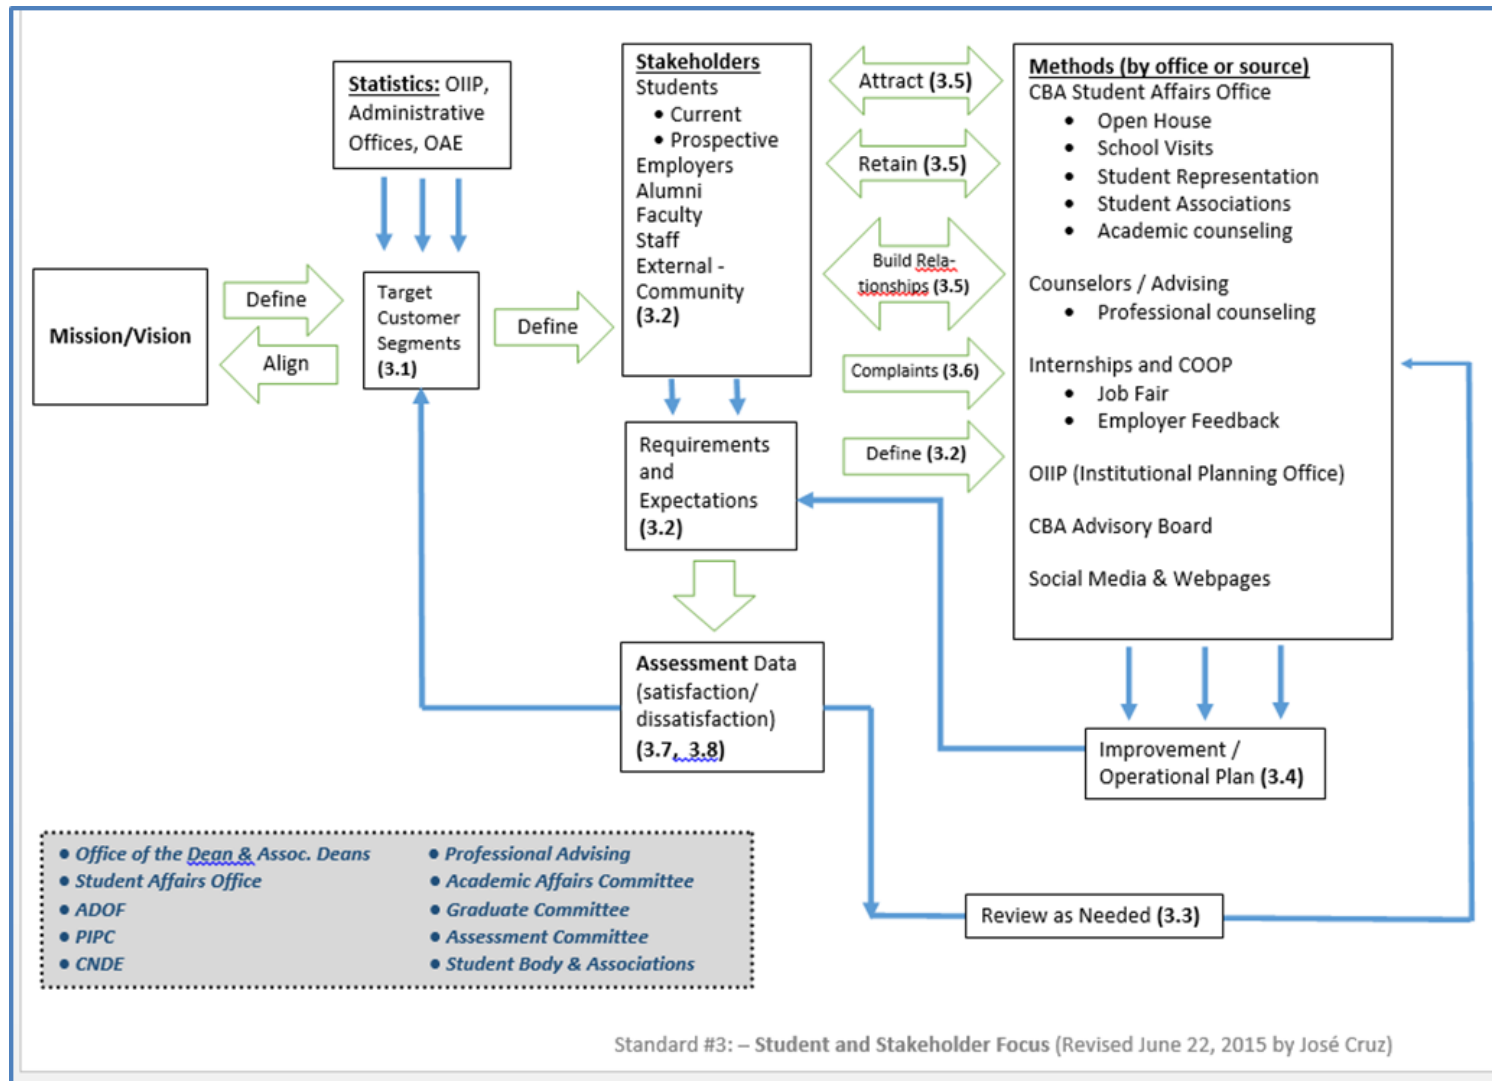 Statistics: OIIP,
Administrative
Offices, OAE
Mission/Vision
Define
Align
Target
Customer
Segments
(3.1)
Define
Stakeholders
Students
• Current
• Prospective
Employers
Alumni
Faculty
Staff
External -
Community
(3.2)
Attract (3.5)
Retain (3.5)
Build Rela-
tionships (3.5)
Complaints (3.6)
Define (3.2)
Methods (by office or source)
CBA Student Affairs Office
• Open House
• School Visits
• Student Representation
• Student Associations
• Academic counseling
Counselors / Advising
• Professional counseling
Internships and COOP
• Job Fair
• Employer Feedback
OIIP (Institutional Planning Office)
CBA Advisory Board
Social Media & Webpages
Requirements
and
Expectations
(3.2)
Assessment Data
(satisfaction/
dissatisfaction)
(3.7, 3.8)
Improvement /
Operational Plan (3.4)
Review as Needed (3.3)
• Office of the Dean & Assoc. Deans
• Student Affairs Office
• ADOF
• PIPC
• CNDE
• Professional Advising
• Academic Affairs Committee
• Graduate Committee
• Assessment Committee
• Student Body & Associations
Standard #3: – Student and Stakeholder Focus (Revised June 22, 2015 by José Cruz)